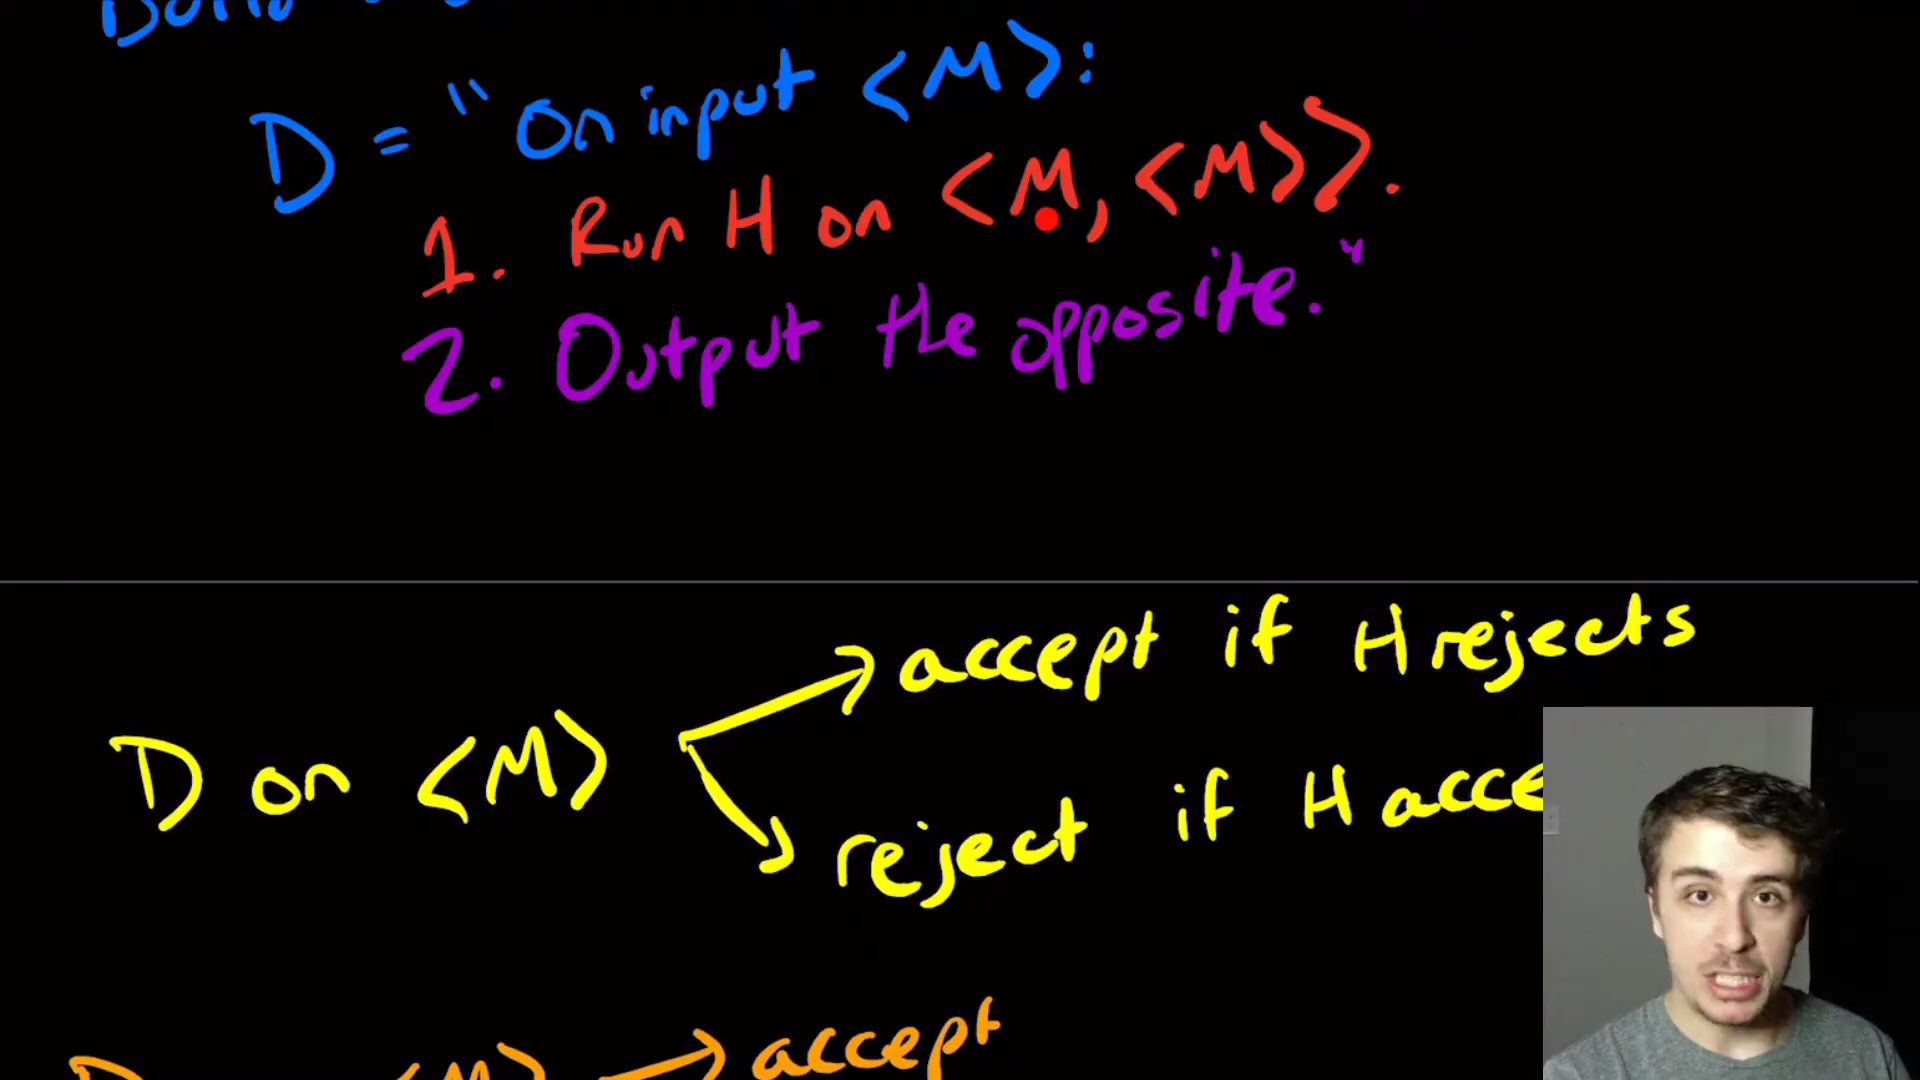 D = "On input <M>:
1. Run H on <M, <M>>.
2. Output the opposite."
accept if H rejects
D on <M>
reject if H acce
accept
<M>